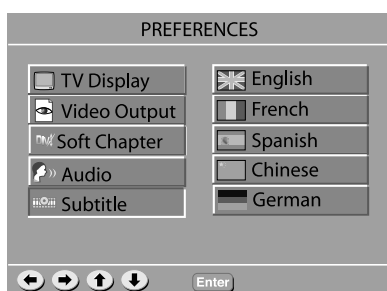 PREFERENCES
TV Display
Video Output
Soft Chapter
Audio
Subtitle
English
French
Spanish
Chinese
German
Enter